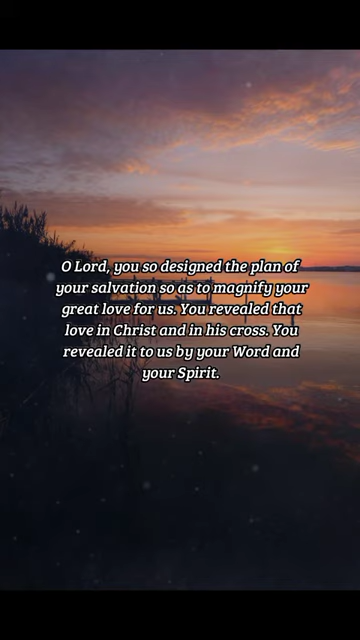 O Lord, you so designed the plan of
your salvation so as to magnify your
great love for us. You revealed that
love in Christ and in his cross. You
revealed it to us by your Word and
your Spirit.